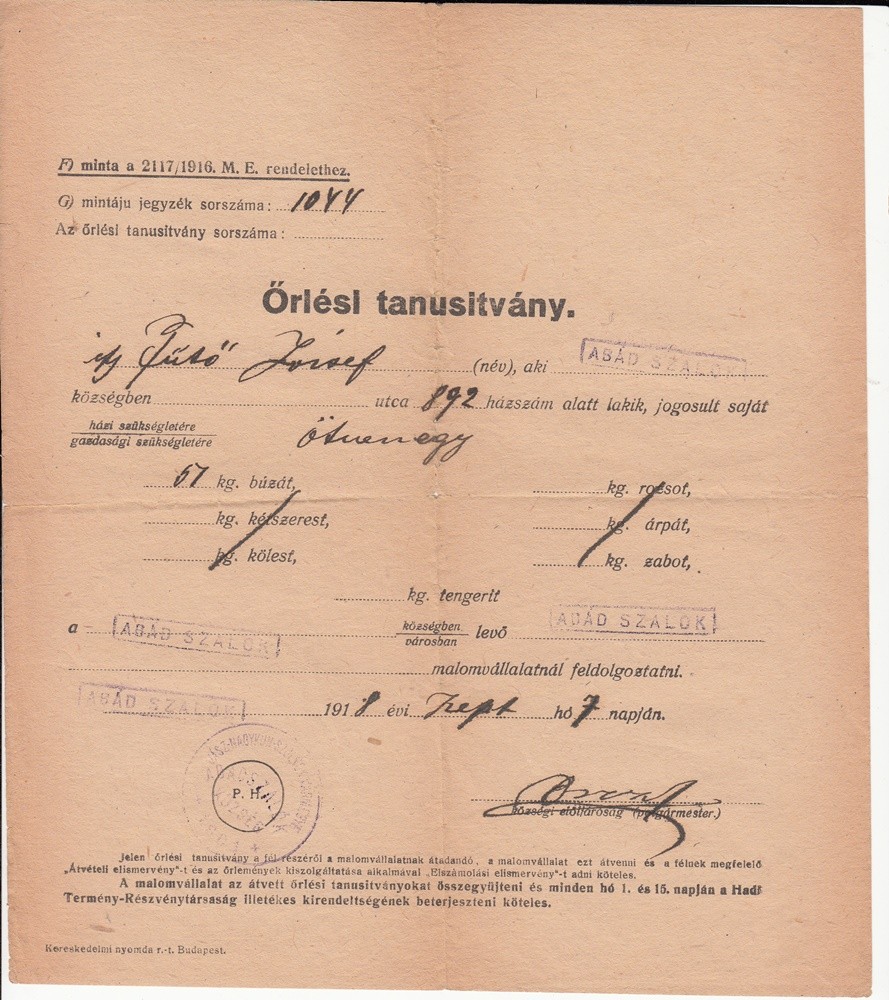 F) minta a 2117/1916. M. E. rendelethez.
G) mintáju jegyzék sorszáma: 1044
Az őrlési tanusitvány sorszáma:
Őrlési tanusitvány.
ifj Fütő József (név), aki ABÁD SZALÓK
községben utca 892 házszám alatt lakik, jogosult saját
házi szükségletére
gazdasági szükségletére
ötvenegy
51 kg. búzát, kg. rozsot,
kg. kétszerest, kg. árpát,
kg. kölest, kg. zabot,
kg. tengerit
a ABÁD SZALÓK községben
városban levő ABÁD SZALÓK
malomvállalatnál feldolgoztatni.
ABÁD SZALÓK 1918 évi Szept hó 7 napján.
P. H.
községi elöljáróság (polgármester.)
Jelen őrlési tanusitvány a fél részéről a malomvállalatnak átadandó, a malomvállalat ezt átvenni és a félnek megfelelő
„Átvételi elismervény"-t és az őrlemények kiszolgáltatása alkalmával „Elszámolási elismervény"-t adni köteles.
A malomvállalat az átvett őrlési tanusitványokat összegyüjteni és minden hó 1. és 15. napján a Hadi
Termény-Részvénytársaság illetékes kirendeltségének beterjeszteni köteles.
Kereskedelmi nyomda r.-t. Budapest.